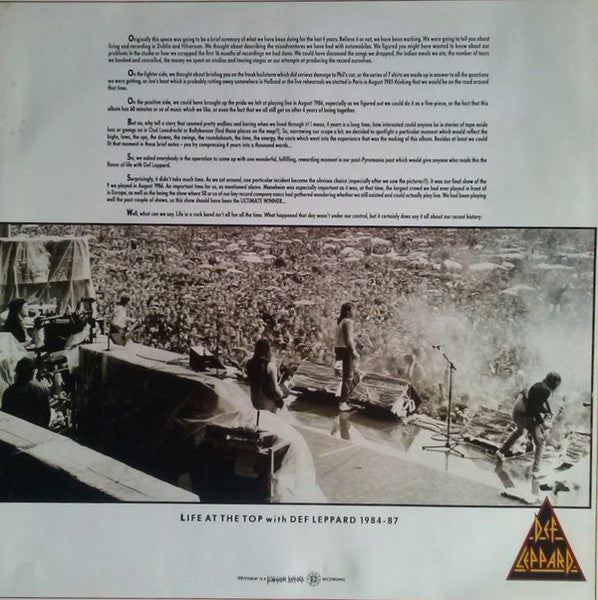 Originally this space was going to be a brief summary of what we have been doing for the last 4 years. Believe it or not, we have been working. We were going to tell you about
living and recording in Dublin and Hilversum. We thought about describing the misadventures we have had with automobiles. We figured you might have wanted to know about our
problems in the studio or how we scrapped the first 16 months of recordings we had done. We could have discussed the songs we dropped, the indian meals we ate, the number of tours
we booked and cancelled, the money we spent on studios and touring stages or our attempts at producing the record ourselves.
On the lighter side, we thought about briefing you on the freak hailstorm which did serious damage to Phil's car, or the series of T shirts we made up in answer to all the questions
we were getting, or Joe's boat which is probably rotting away somewhere in Holland or the live rehearsals we started in Paris in August 1985 thinking that we would be on the road around
that time.
On the positive side, we could have brought up the pride we felt at playing live in August 1986, especially as we figured out we could do it as a five-piece, or the fact that this
album has 60 minutes or so of music which we like, or even the fact that we all still got on after 4 years of being together.
But no, why tell a story that seemed pretty endless and boring when we lived through it! I mean, 4 years is a long time; how interested could anyone be in stories of tape oxide
loss or goings on in Oud Loosdrecht or Ballybunion (find those places on the map!!). So, narrowing our scope a bit, we decided to spotlight a particular moment which would reflect the
highs, lows, the ups, the downs, the swings, the roundabouts, the time, the energy, the costs which went into the experience that was the making of this album. Besides at least we could
fit that moment in those brief notes - you try compressing 4 years into a thousand words...
So, we asked everybody in the operation to come up with one wonderful, fulfilling, rewarding moment in our post-Pyromania past which would give anyone who reads this the
flavor of life with Def Leppard.
Surprisingly, it didn't take much time. As we sat around, one particular incident became the obvious choice (especially after we saw the pictures!!): It was our final show of the
9 we played in August 1986. An important time for us, as mentioned above. Mannheim was especially important as it was, at that time, the largest crowd we had ever played in front of
in Europe, as well as the being the show where 50 or so of our key record company execs had gathered wondering whether we still existed and could actually play live. We had been playing
well the past couple of shows, so this show should have been the ULTIMATE WINNER...
Well, what can we say. Life in a rock band isn't all fun all the time. What happened that day wasn't under our control, but it certainly does say it all about our recent history:
LIFE AT THE TOP with DEF LEPPARD 1984-87
DEF
LEPPARD
"HYSTERIA" IS A RECORDING